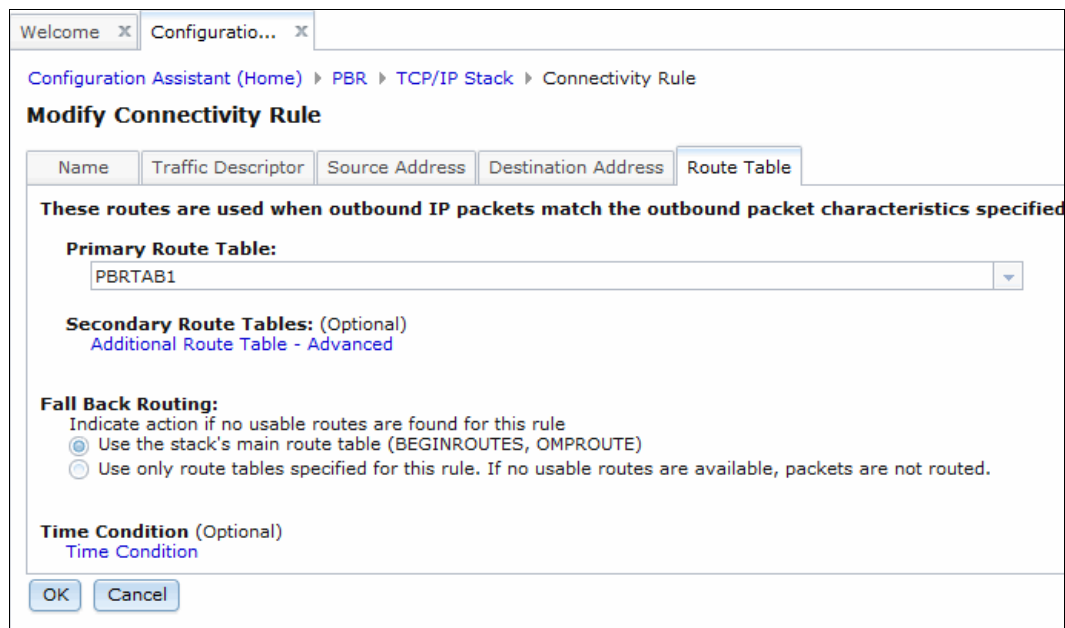 Welcome x Configuratio... x
Configuration Assistant (Home) PBR TCP/IP Stack Connectivity Rule
Modify Connectivity Rule
Name Traffic Descriptor Source Address Destination Address Route Table
These routes are used when outbound IP packets match the outbound packet characteristics specified
Primary Route Table:
PBRTAB1
Secondary Route Tables: (Optional)
Additional Route Table - Advanced
Fall Back Routing:
Indicate action if no usable routes are found for this rule
Use the stack's main route table (BEGINROUTES, OMPROUTE)
Use only route tables specified for this rule. If no usable routes are available, packets are not routed.
Time Condition (Optional)
Time Condition
OK Cancel